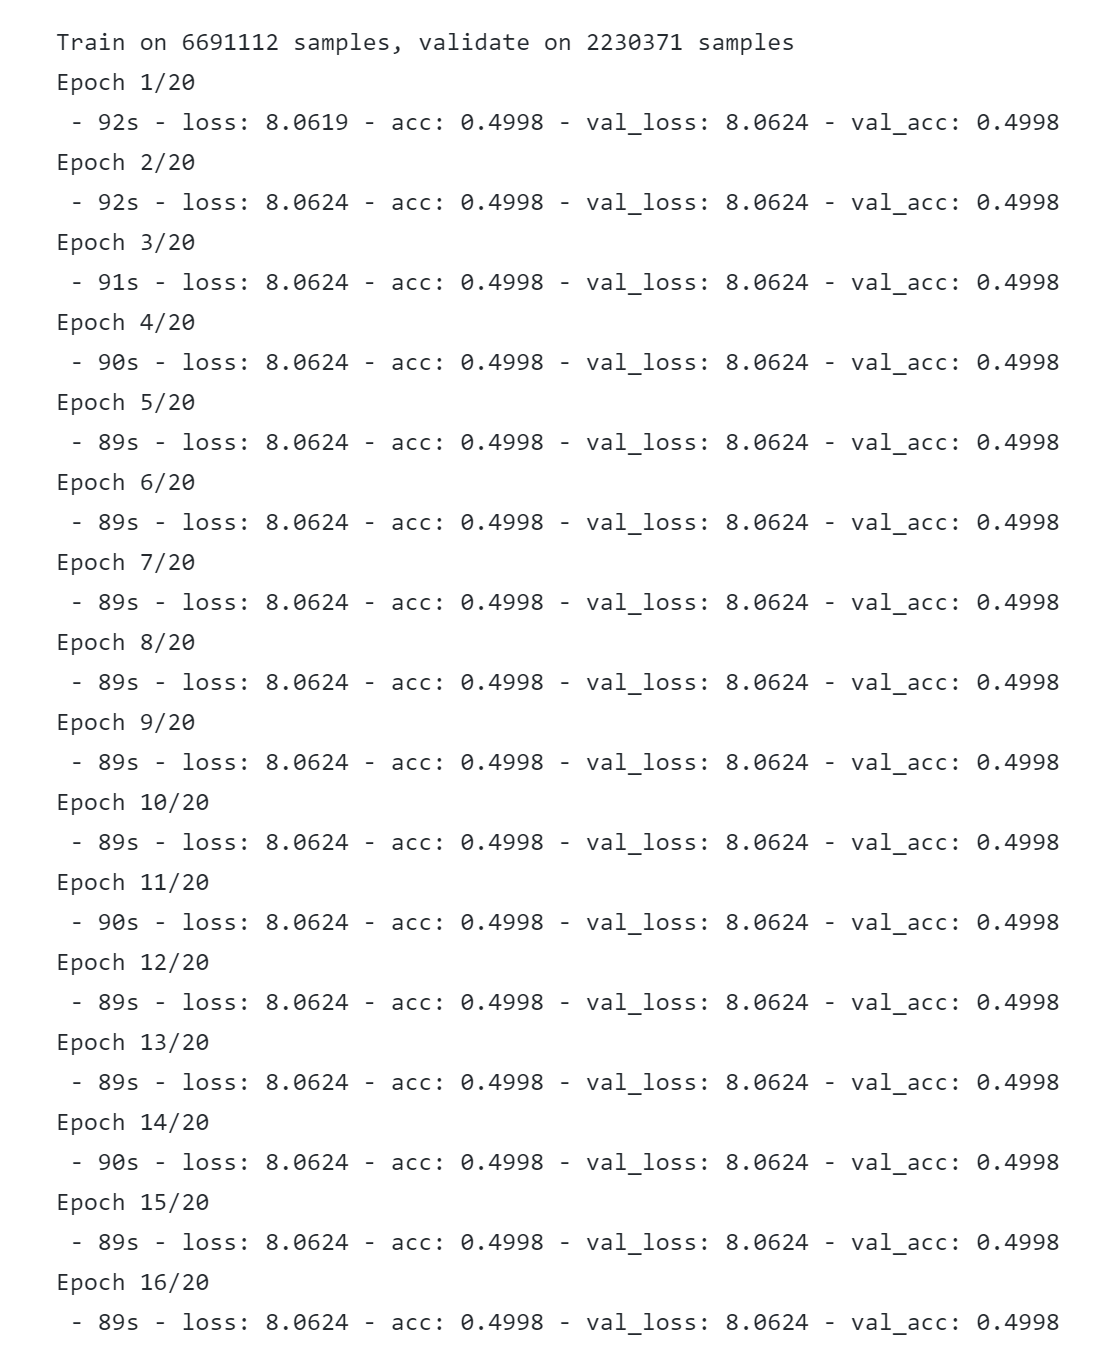 Train on 6691112 samples, validate on 2230371 samples
Epoch 1/20
- 92s - loss: 8.0619 - acc: 0.4998 - val_loss: 8.0624 - val_acc: 0.4998
Epoch 2/20
- 92s - loss: 8.0624 - acc: 0.4998 - val_loss: 8.0624 - val_acc: 0.4998
Epoch 3/20
- 91s - loss: 8.0624 - acc: 0.4998 - val_loss: 8.0624 - val_acc: 0.4998
Epoch 4/20
- 90s - loss: 8.0624 - acc: 0.4998 - val_loss: 8.0624 - val_acc: 0.4998
Epoch 5/20
- 89s - loss: 8.0624 - acc: 0.4998 - val_loss: 8.0624 - val_acc: 0.4998
Epoch 6/20
- 89s - loss: 8.0624 - acc: 0.4998 - val_loss: 8.0624 - val_acc: 0.4998
Epoch 7/20
- 89s - loss: 8.0624 - acc: 0.4998 - val_loss: 8.0624 - val_acc: 0.4998
Epoch 8/20
- 89s - loss: 8.0624 - acc: 0.4998 - val_loss: 8.0624 - val_acc: 0.4998
Epoch 9/20
- 89s - loss: 8.0624 - acc: 0.4998 - val_loss: 8.0624 - val_acc: 0.4998
Epoch 10/20
- 89s - loss: 8.0624 - acc: 0.4998 - val_loss: 8.0624 - val_acc: 0.4998
Epoch 11/20
- 90s - loss: 8.0624 - acc: 0.4998 - val_loss: 8.0624 - val_acc: 0.4998
Epoch 12/20
- 89s - loss: 8.0624 - acc: 0.4998 - val_loss: 8.0624 - val_acc: 0.4998
Epoch 13/20
- 89s - loss: 8.0624 - acc: 0.4998 - val_loss: 8.0624 - val_acc: 0.4998
Epoch 14/20
- 90s - loss: 8.0624 - acc: 0.4998 - val_loss: 8.0624 - val_acc: 0.4998
Epoch 15/20
- 89s - loss: 8.0624 - acc: 0.4998 - val_loss: 8.0624 - val_acc: 0.4998
Epoch 16/20
- 89s - loss: 8.0624 - acc: 0.4998 - val_loss: 8.0624 - val_acc: 0.4998